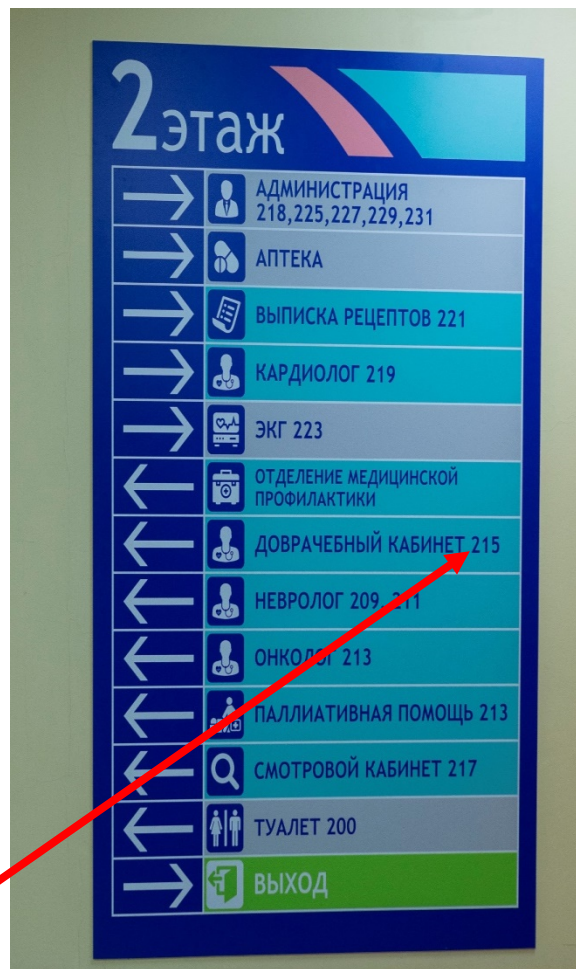 2этаж
АДМИНИСТРАЦИЯ
218,225,227,229,231
АПТЕКА
ВЫПИСКА РЕЦЕПТОВ 221
КАРДИОЛОГ 219
ЭКГ 223
ОТДЕЛЕНИЕ МЕДИЦИНСКОЙ
ПРОФИЛАКТИКИ
ДОВРАЧЕБНЫЙ КАБИНЕТ 215
НЕВРОЛОГ 209, 211
ОНКОЛОГ 213
ПАЛЛИАТИВНАЯ ПОМОЩЬ 213
СМОТРОВОЙ КАБИНЕТ 217
ТУАЛЕТ 200
ВЫХОД